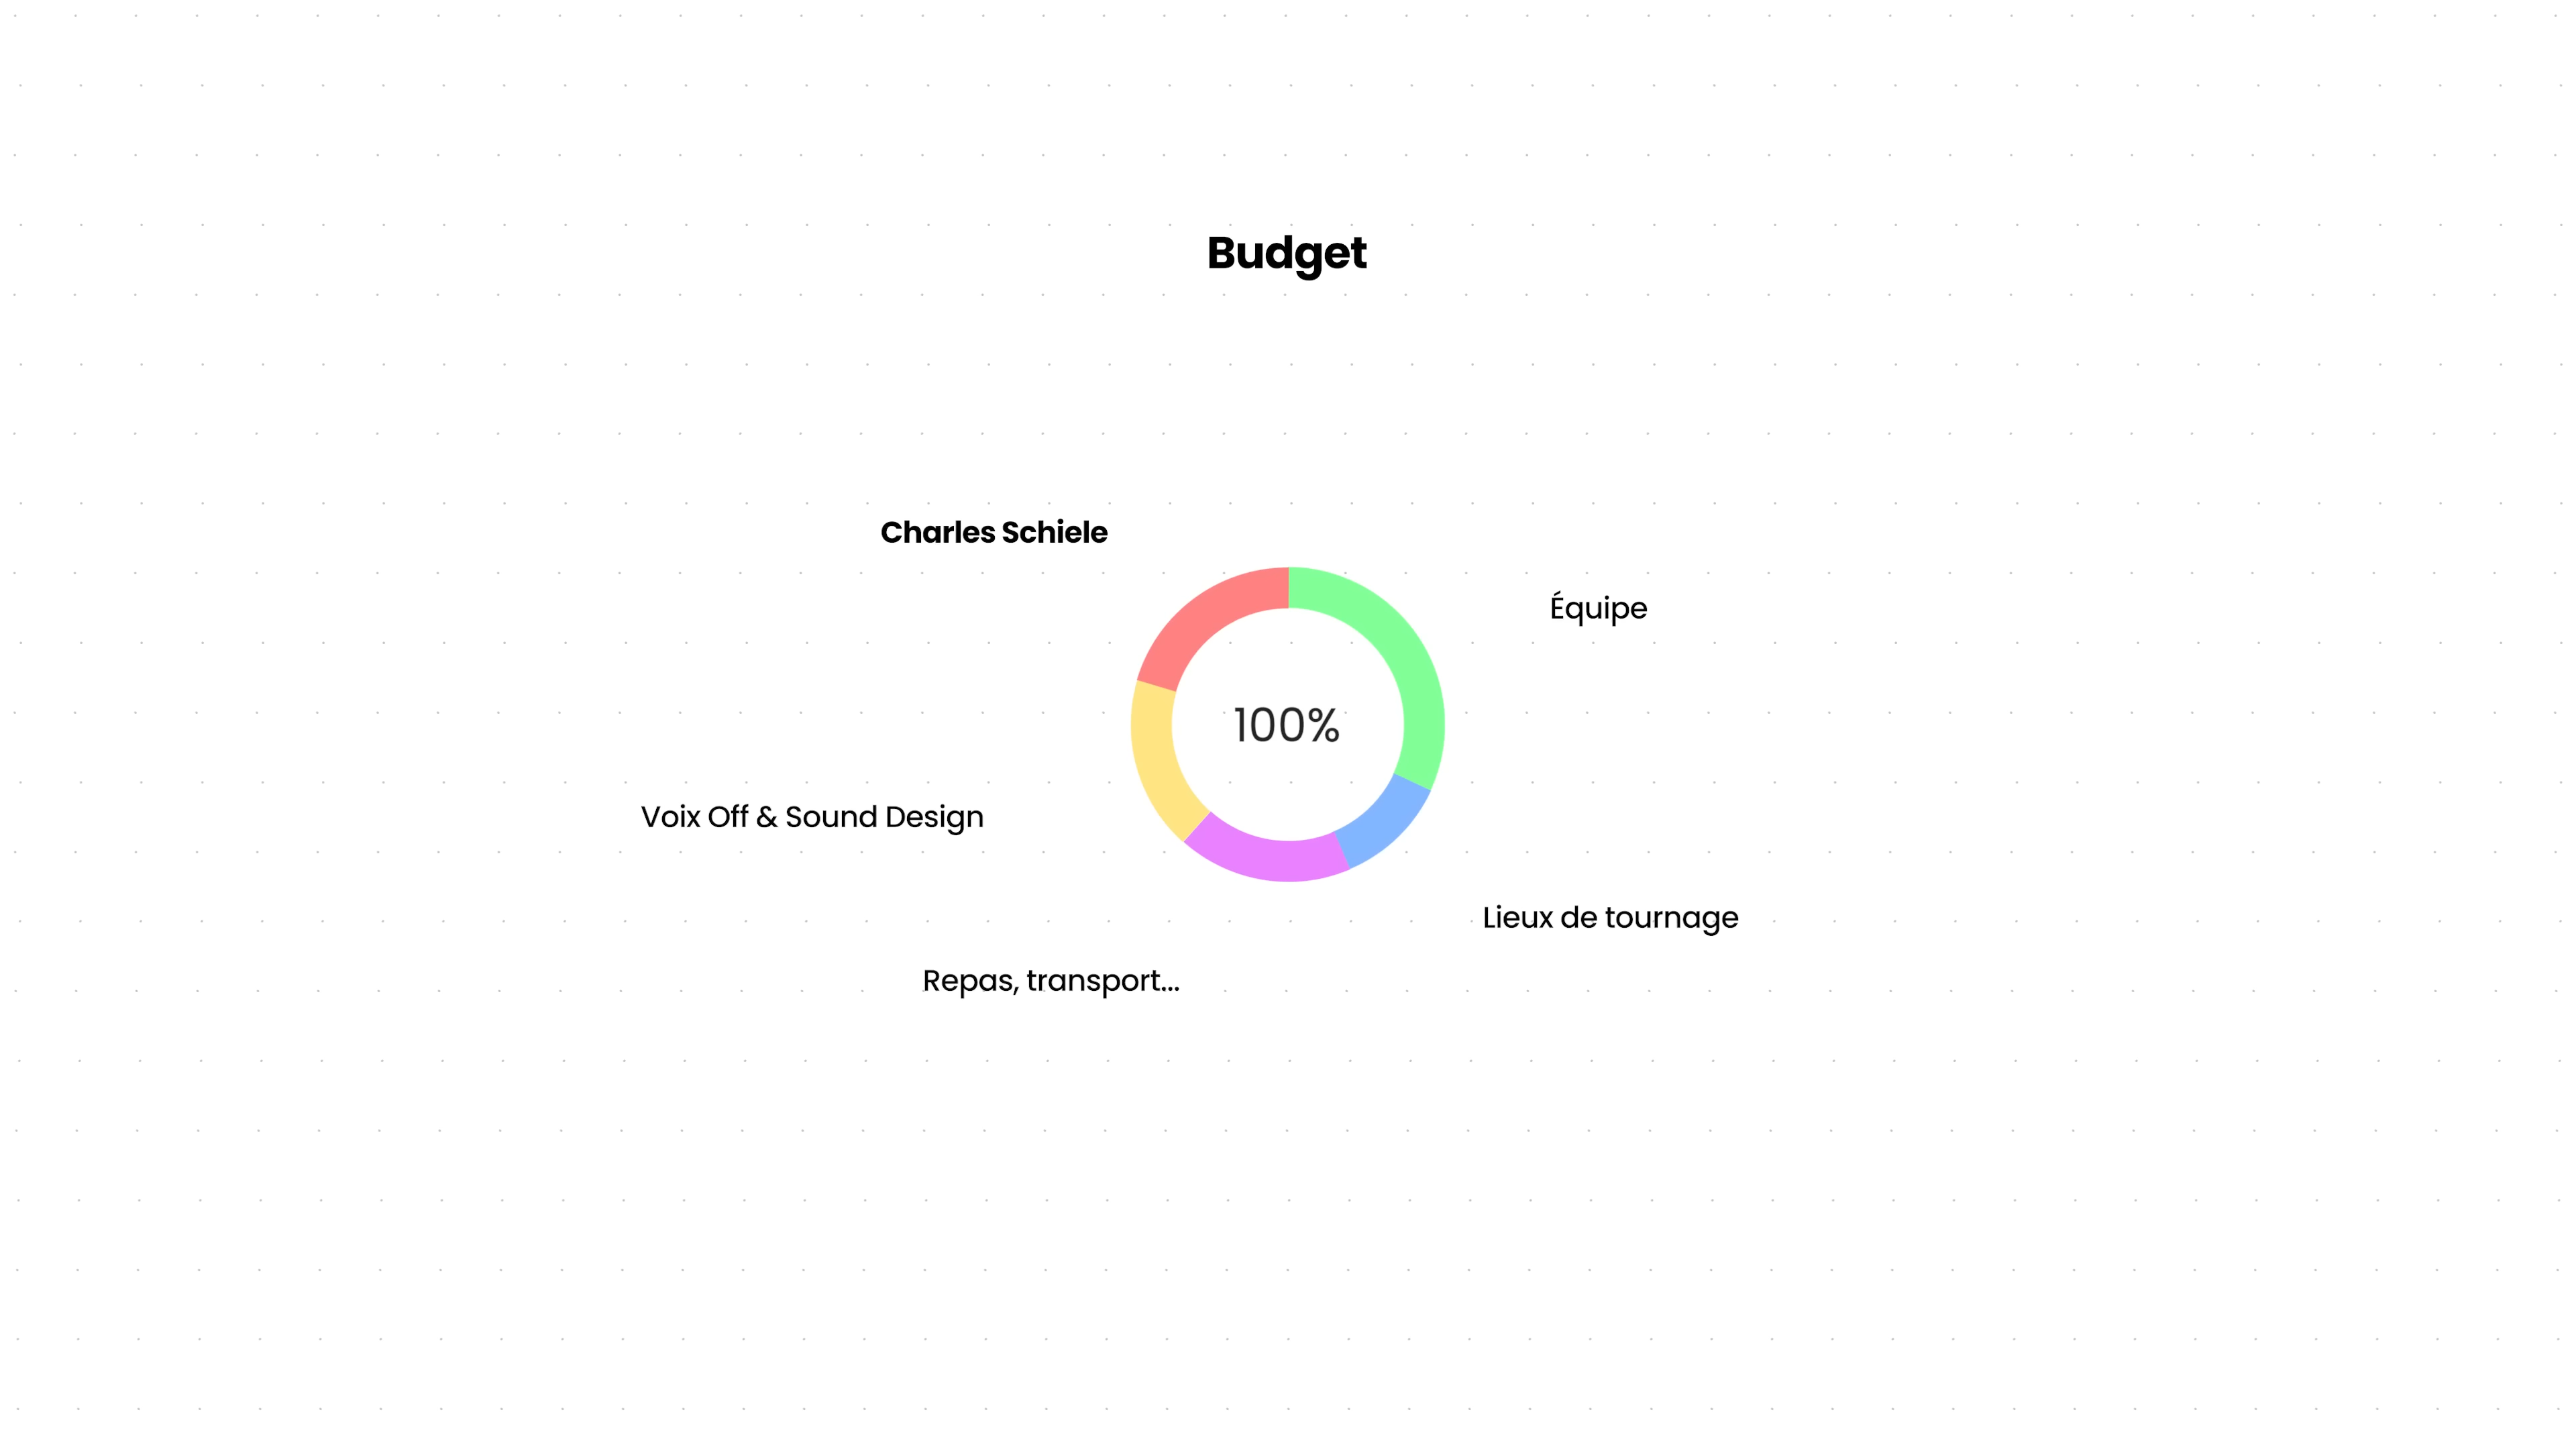 Budget
Charles Schiele
Équipe
100%
Voix Off & Sound Design
Lieux de tournage
Repas, transport...